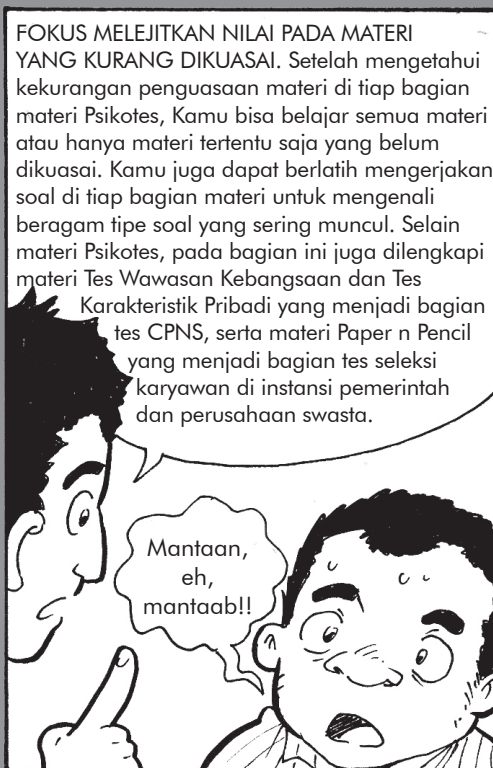 FOKUS MELEJITKAN NILAI PADA MATERI
YANG KURANG DIKUASAI. Setelah mengetahui
kekurangan penguasaan materi di tiap bagian
materi Psikotes, Kamu bisa belajar semua materi
atau hanya materi tertentu saja yang belum
dikuasai. Kamu juga dapat berlatih mengerjakan
soal di tiap bagian materi untuk mengenali
beragam tipe soal yang sering muncul. Selain
materi Psikotes, pada bagian ini juga dilengkapi
materi Tes Wawasan Kebangsaan dan Tes
Karakteristik Pribadi yang menjadi bagian
tes CPNS, serta materi Paper n Pencil
yang menjadi bagian tes seleksi
karyawan di instansi pemerintah
dan perusahaan swasta.
Mantaan,
eh,
mantaab!!